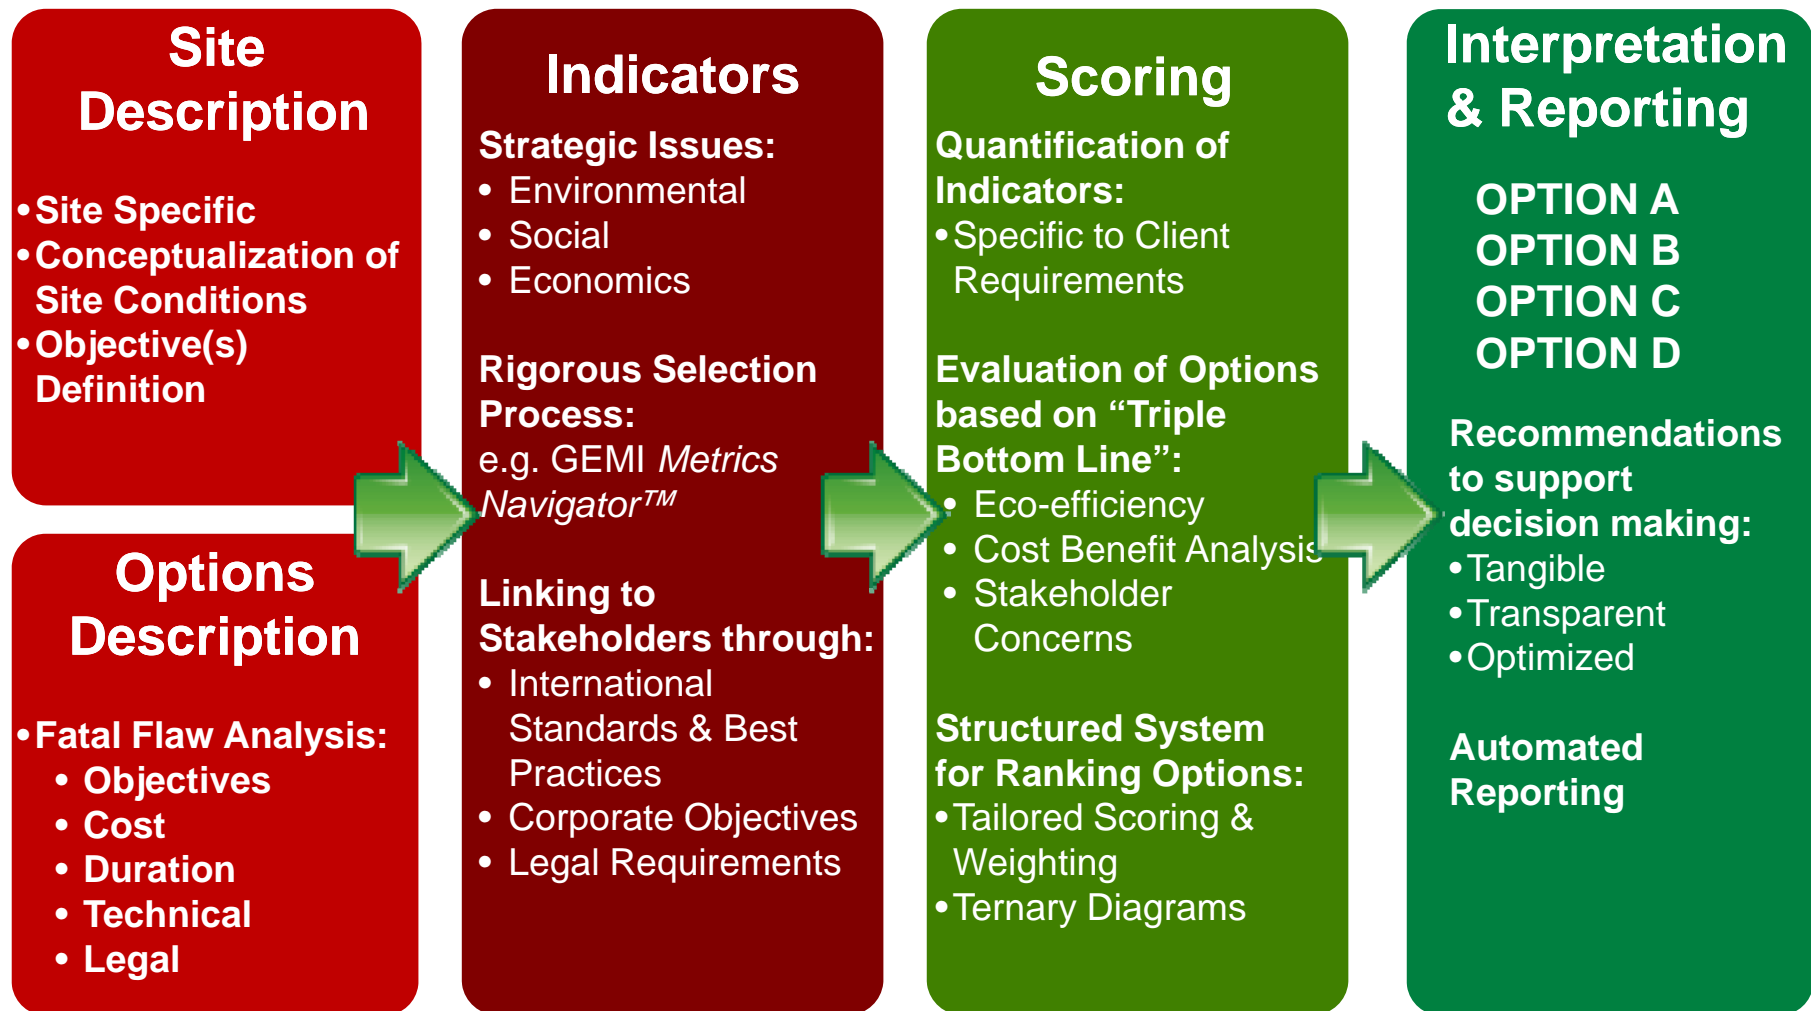 Site
Description
•Site Specific
•Conceptualization of
Site Conditions
•Objective(s)
Definition
Options
Description
•Fatal Flaw Analysis:
• Objectives
• Cost
• Duration
• Technical
• Legal
Indicators
Strategic Issues:
• Environmental
• Social
• Economics
Rigorous Selection
Process:
e.g. GEMI Metrics
Navigator™
Linking to
Stakeholders through:
• International
Standards & Best
Practices
• Corporate Objectives
• Legal Requirements
Scoring
Quantification of
Indicators:
•Specific to Client
Requirements
Evaluation of Options
based on “Triple
Bottom Line”:
• Eco-efficiency
• Cost Benefit Analysis
• Stakeholder
Concerns
Structured System
for Ranking Options:
•Tailored Scoring &
Weighting
•Ternary Diagrams
Interpretation
& Reporting
OPTION A
OPTION B
OPTION C
OPTION D
Recommendations
to support
decision making:
•Tangible
•Transparent
•Optimized
Automated
Reporting